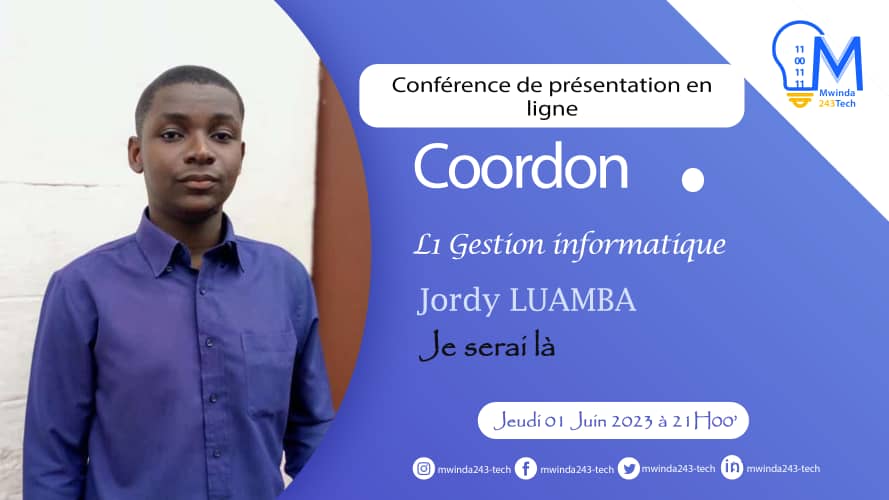 11
00
11
11
M
Mwinda
243Tech
Conférence de présentation en
ligne
Coordon .
L1 Gestion informatique
Jordy LUAMBA
Je serai là
Jeudi 01 Juin 2023 à 21H00’
mwinda243-tech mwinda243-tech mwinda243-tech mwinda243-tech